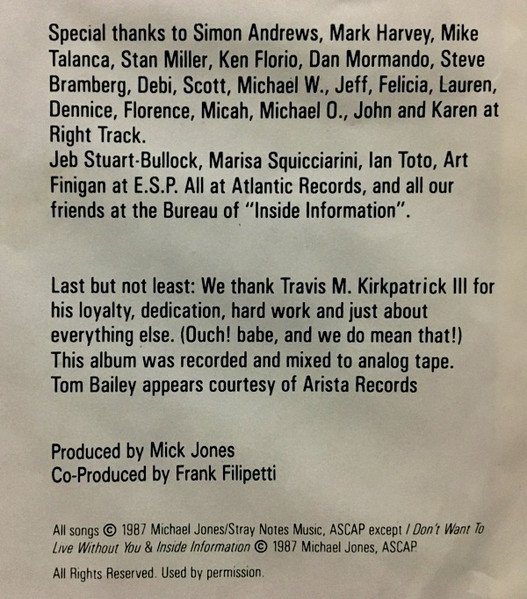 Special thanks to Simon Andrews, Mark Harvey, Mike
Talanca, Stan Miller, Ken Florio, Dan Mormando, Steve
Bramberg, Debi, Scott, Michael W., Jeff, Felicia, Lauren,
Dennice, Florence, Micah, Michael O., John and Karen at
Right Track.
Jeb Stuart-Bullock, Marisa Squicciarini, Ian Toto, Art
Finigan at E.S.P. All at Atlantic Records, and all our
friends at the Bureau of "Inside Information".
Last but not least: We thank Travis M. Kirkpatrick III for
his loyalty, dedication, hard work and just about
everything else. (Ouch! babe, and we do mean that!)
This album was recorded and mixed to analog tape.
Tom Bailey appears courtesy of Arista Records
Produced by Mick Jones
Co-Produced by Frank Filipetti
All songs © 1987 Michael Jones/Stray Notes Music, ASCAP except I Don't Want To
Live Without You & Inside Information © 1987 Michael Jones, ASCAP
All Rights Reserved. Used by permission.